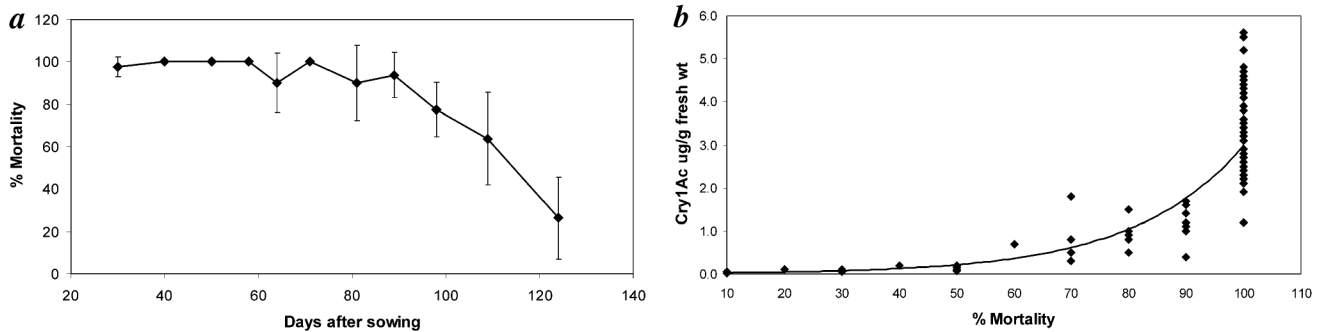 a
120
100
80
60
40
20
0
% Mortality
20 40 60 80 100 120 140
Days after sowing
b
6.0
5.0
4.0
3.0
2.0
1.0
0.0
Cry1Ac ug/g fresh wt
10 20 30 40 50 60 70 80 90 100 110
% Mortality